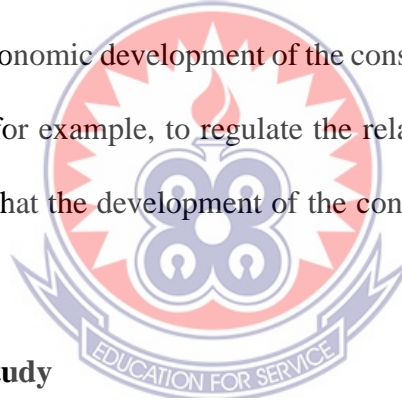 onomic development of the cons
for example, to regulate the rela
hat the development of the con
udy
EDUCATION FOR SERVICE